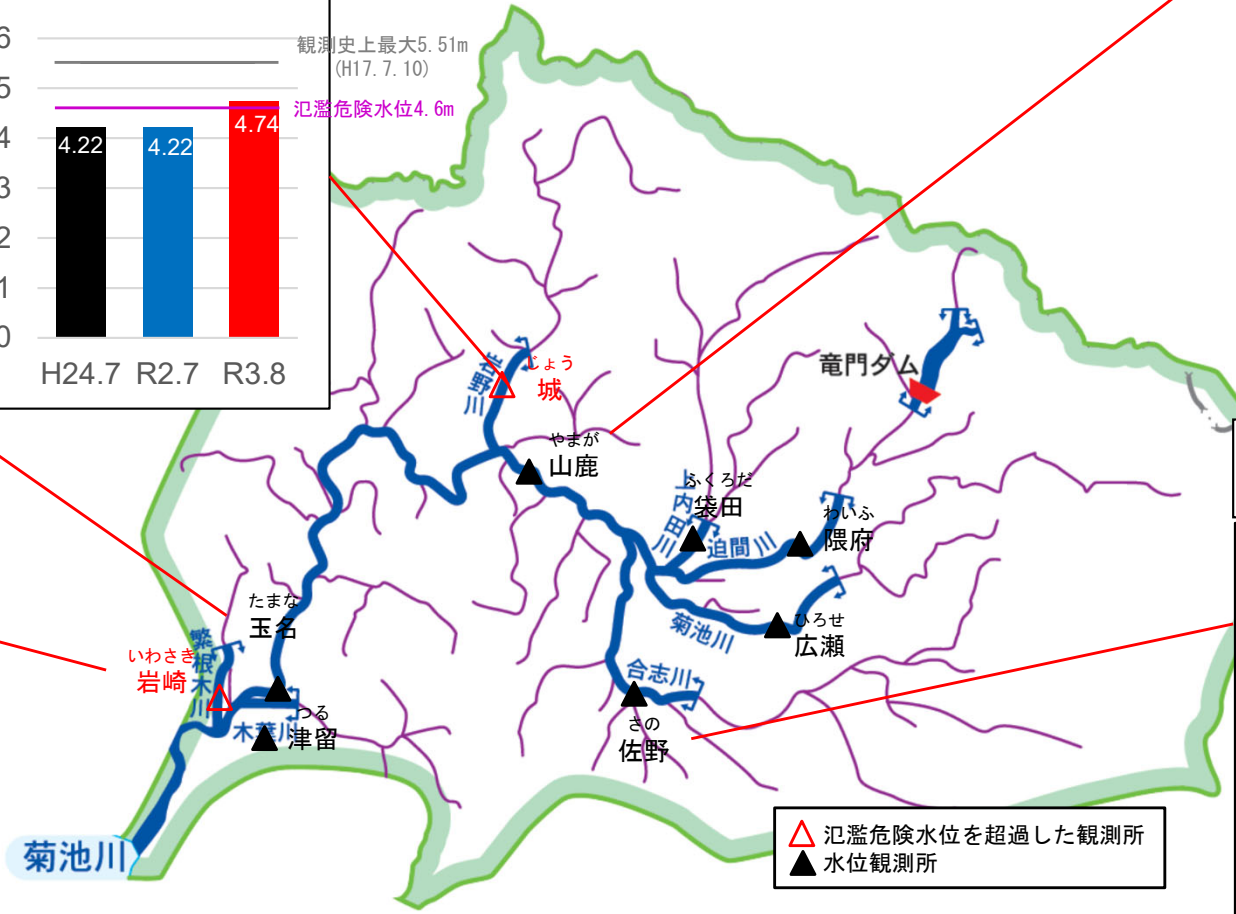 6
5
4
3
2
1
0
観測史上最大5.51m
(H17.7.10)
氾濫危険水位4.6m
4.22
4.22
4.74
H24.7
R2.7
R3.8
じょう
城
岩野川
やまが
山鹿
竜門ダム
ふくろだ
袋田
上内田川
迫間川
わいふ
隈府
ひろせ
広瀬
菊池川
合志川
さの
佐野
たまな
玉名
いわさき
岩崎
繁根木川
つる
津留
木葉川
菊池川
氾濫危険水位を超過した観測所
水位観測所